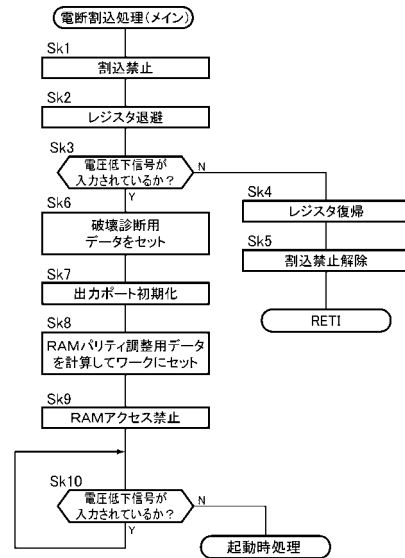 電断割込処理(メイン)
Sk1
割込禁止
Sk2
レジスタ退避
Sk3
電圧低下信号が
入力されているか?
N
Y
Sk4
レジスタ復帰
Sk5
割込禁止解除
RETI
Sk6
破壊診断用
データをセット
Sk7
出力ポート初期化
Sk8
RAMパリティ調整用データ
を計算してワークにセット
Sk9
RAMアクセス禁止
Sk10
電圧低下信号が
入力されているか?
N
Y
起動時処理